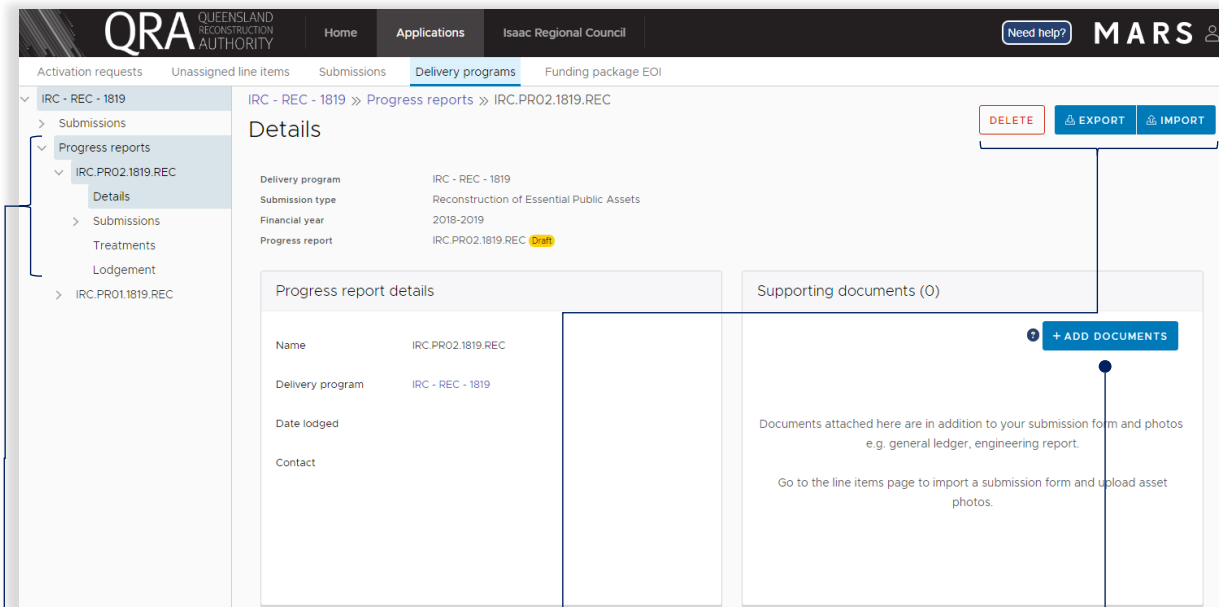 QRA QUEENSLAND RECONSTRUCTION AUTHORITY
Home Applications Isaac Regional Council
Need help? MARS
Activation requests Unassigned line items Submissions Delivery programs Funding package EOI
IRC - REC - 1819
Submissions
Progress reports
IRC.PR02.1819.REC
Details
Submissions
Treatments
Lodgement
IRC.PR01.1819.REC
IRC - REC - 1819 » Progress reports » IRC.PR02.1819.REC
Details
DELETE EXPORT IMPORT
Delivery program IRC - REC - 1819
Submission type Reconstruction of Essential Public Assets
Financial year 2018-2019
Progress report IRC.PR02.1819.REC Draft
Progress report details
Name IRC.PR02.1819.REC
Delivery program IRC - REC - 1819
Date lodged
Contact
Supporting documents (0)
? + ADD DOCUMENTS
Documents attached here are in addition to your submission form and photos
e.g. general ledger, engineering report.
Go to the line items page to import a submission form and upload asset
photos.